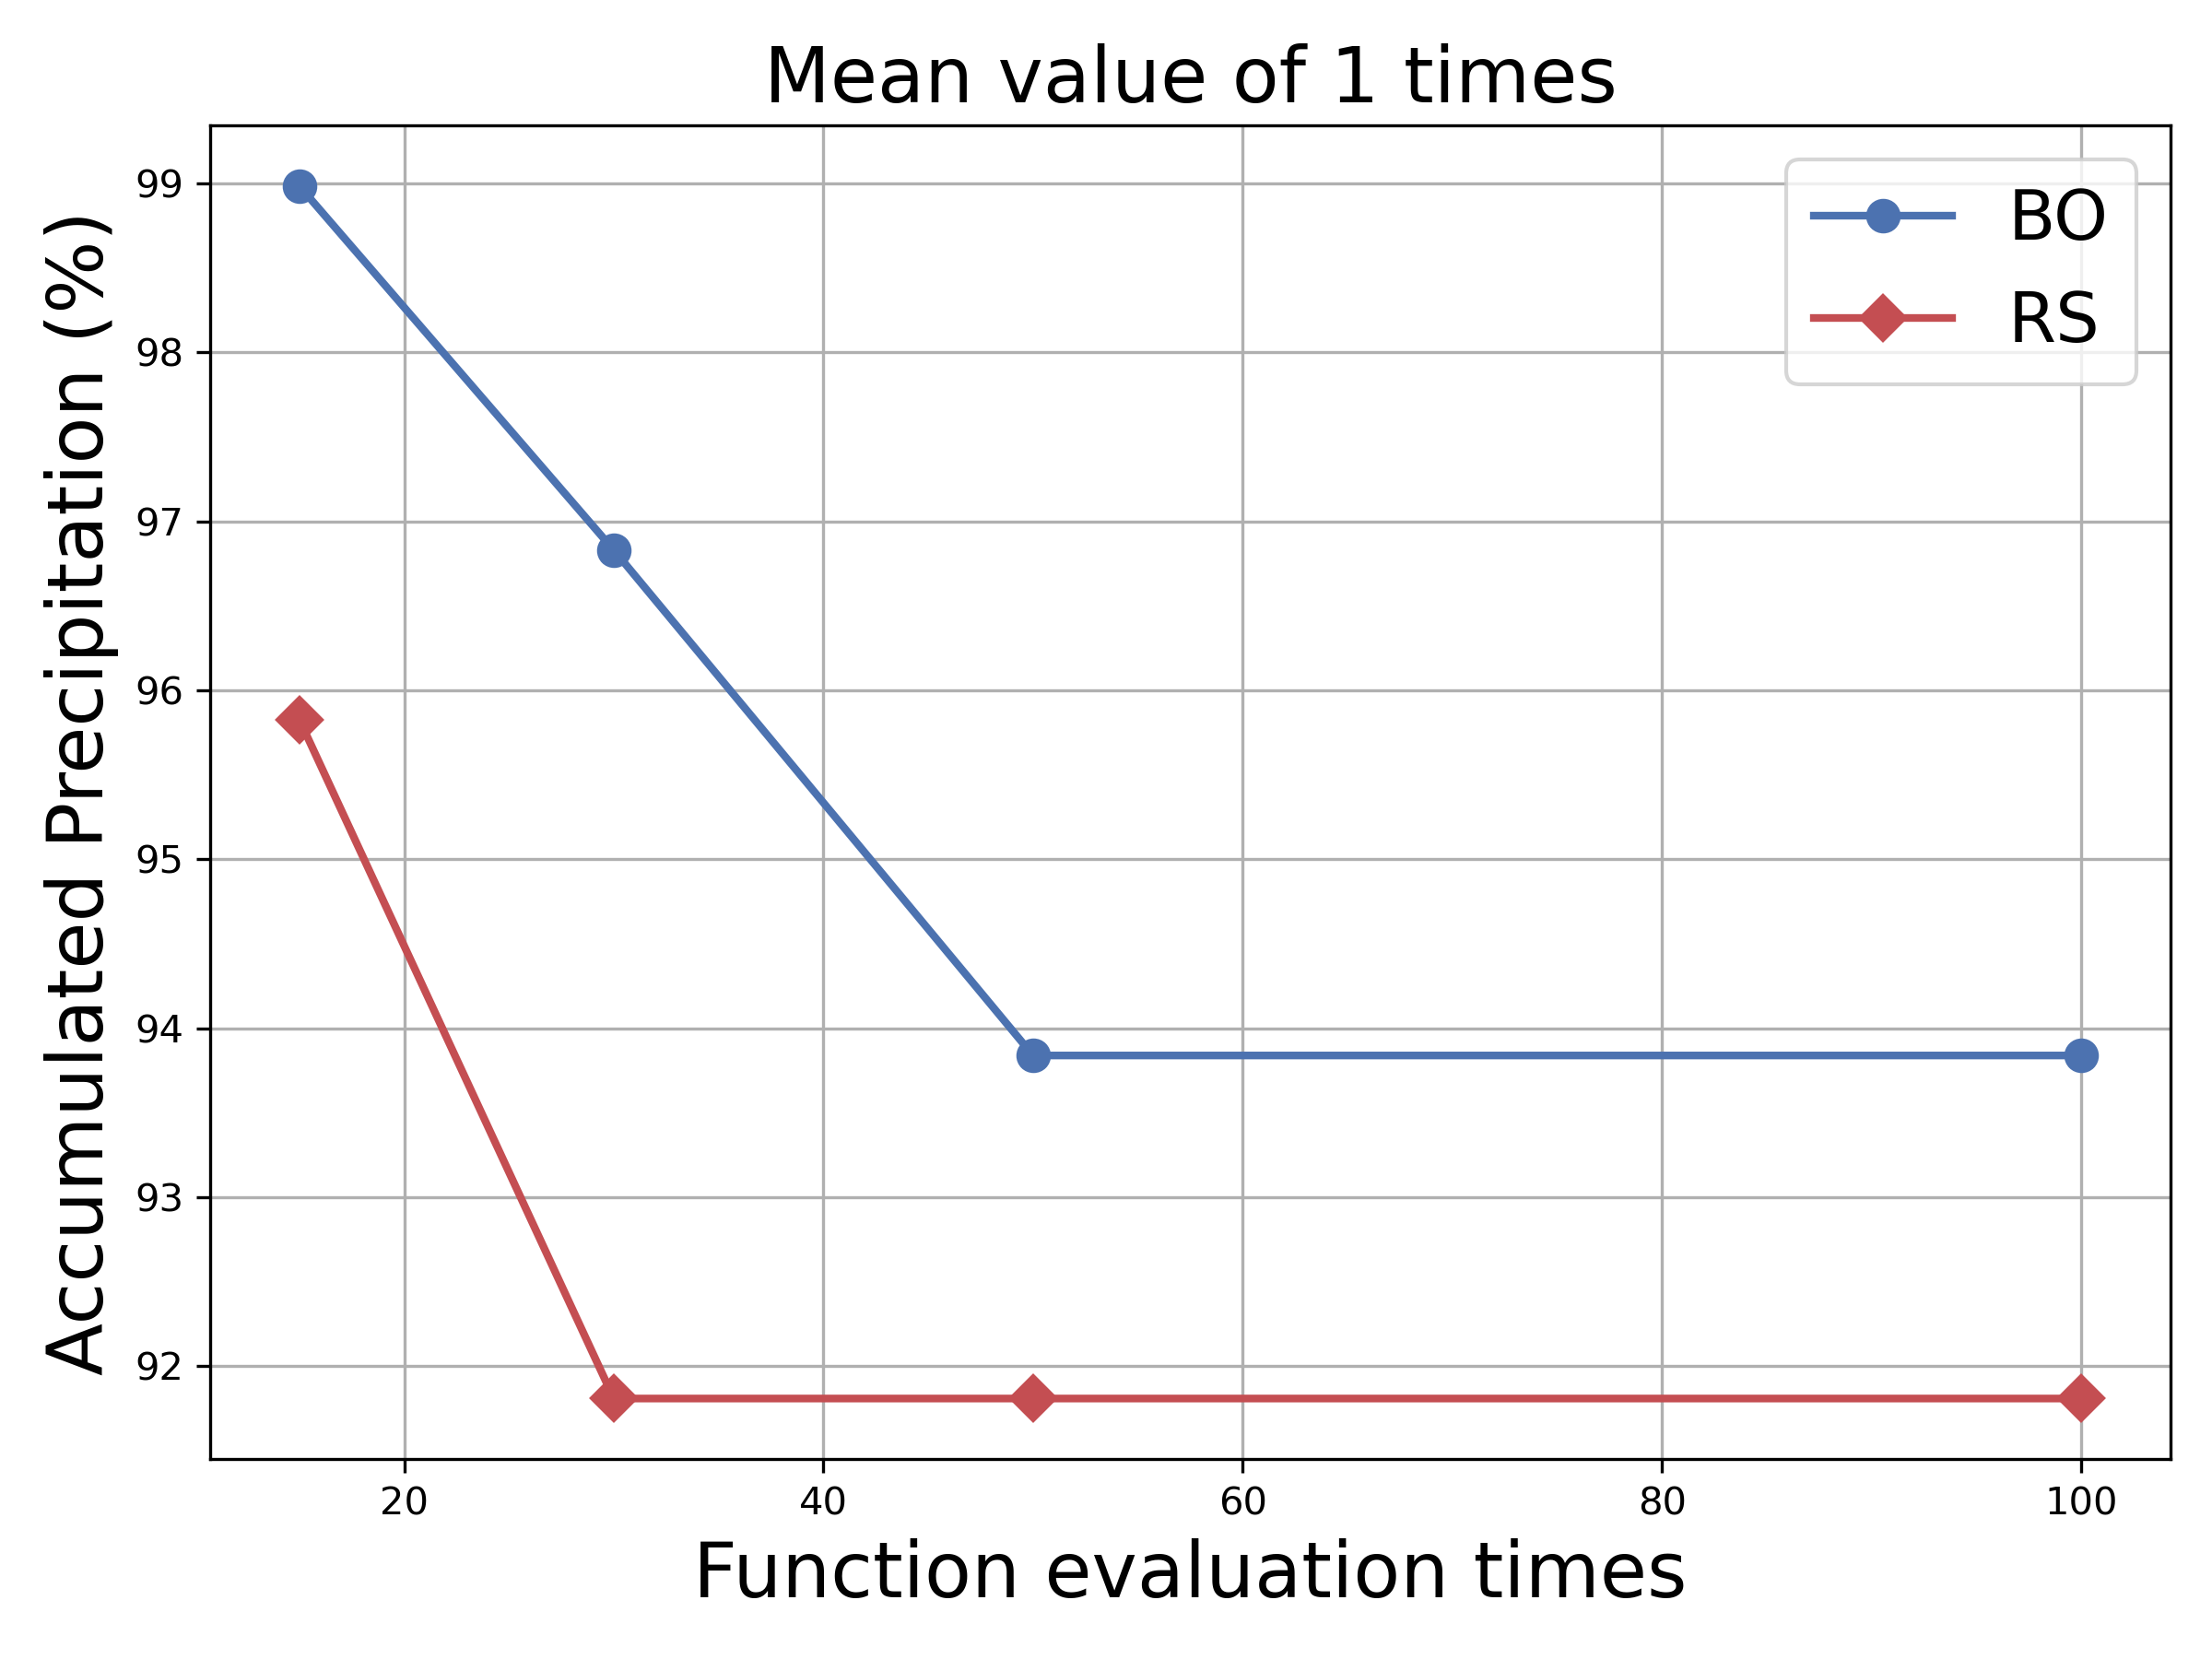 Mean value of 1 times
BO
RS
Accumulated Precipitation (%)
99
98
97
96
95
94
93
92
20 40 60 80 100
Function evaluation times